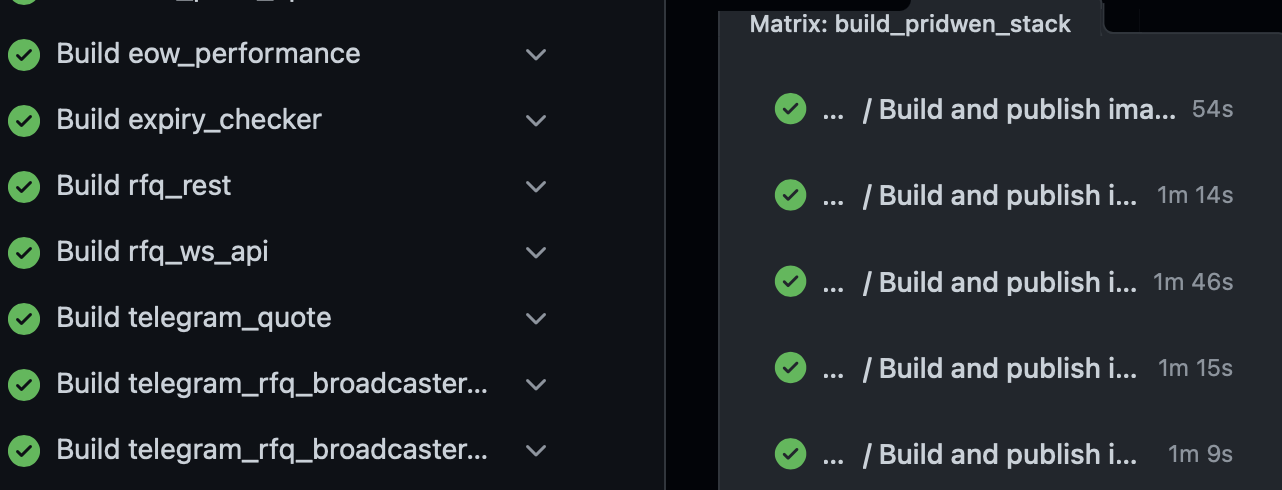 Build eow_performance
Build expiry_checker
Build rfq_rest
Build rfq_ws_api
Build telegram_quote
Build telegram_rfq_broadcaster...
Build telegram_rfq_broadcaster...
Matrix: build_pridwen_stack
... / Build and publish ima... 54s
... / Build and publish i... 1m 14s
... / Build and publish i... 1m 46s
... / Build and publish i... 1m 15s
... / Build and publish i... 1m 9s